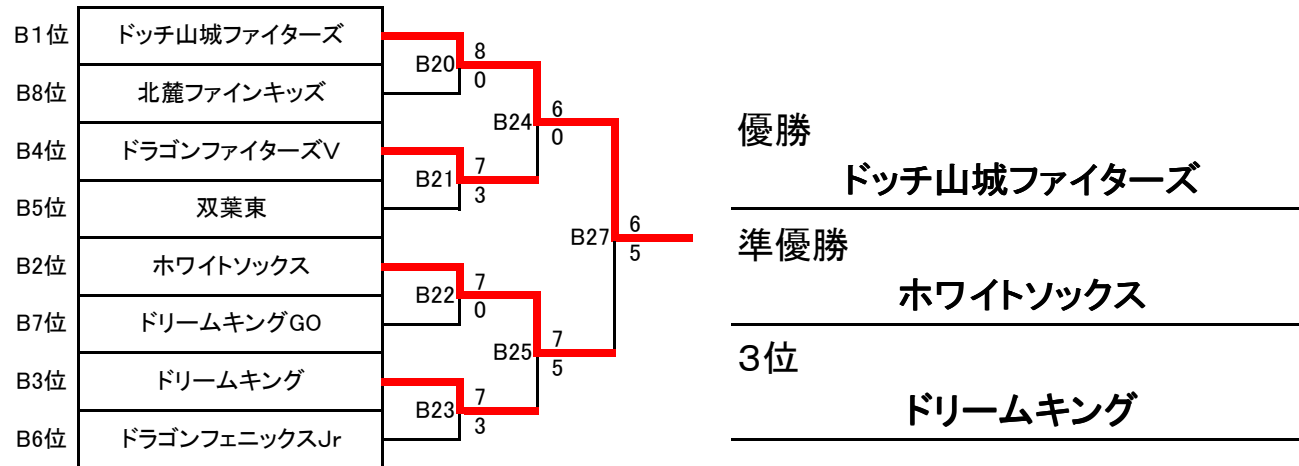 B1位 ドッチ山城ファイターズ
B20 8
0
B8位 北麓ファインキッズ
B24 6
0
B4位 ドラゴンファイターズV
B21 7
3
B5位 双葉東
B27 6
5
B2位 ホワイトソックス
B22 7
0
B7位 ドリームキングGO
B25 7
5
B3位 ドリームキング
B23 7
3
B6位 ドラゴンフェニックスJr
優勝
ドッチ山城ファイターズ
準優勝
ホワイトソックス
3位
ドリームキング